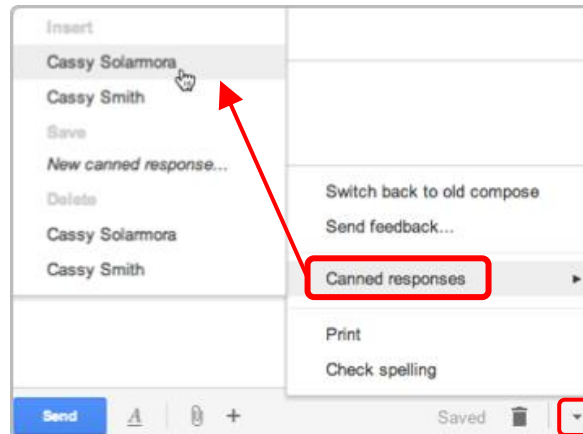 Insert
Cassy Solarmora
Cassy Smith
Save
New canned response...
Delete
Cassy Solarmora
Cassy Smith
Switch back to old compose
Send feedback...
Canned responses
Print
Check spelling
Send A + Saved